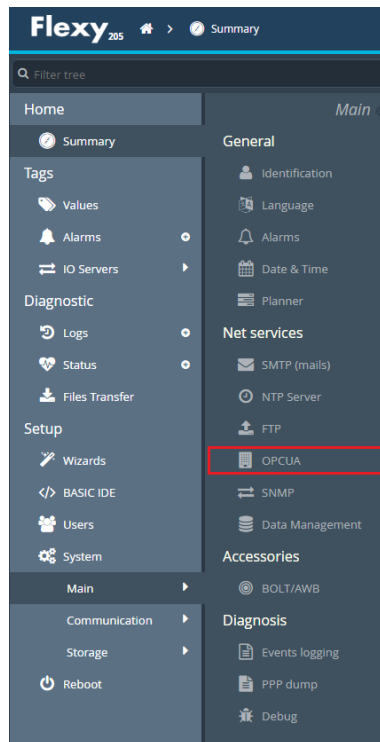 Flexy 205 > Summary
Filter tree
Home
Summary
Tags
Values
Alarms
IO Servers
Diagnostic
Logs
Status
Files Transfer
Setup
Wizards
</> BASIC IDE
Users
System
Main
Communication
Storage
Reboot
Main
General
Identification
Language
Alarms
Date & Time
Planner
Net services
SMTP (mails)
NTP Server
FTP
OPCUA
SNMP
Data Management
Accessories
BOLT/AWB
Diagnosis
Events logging
PPP dump
Debug